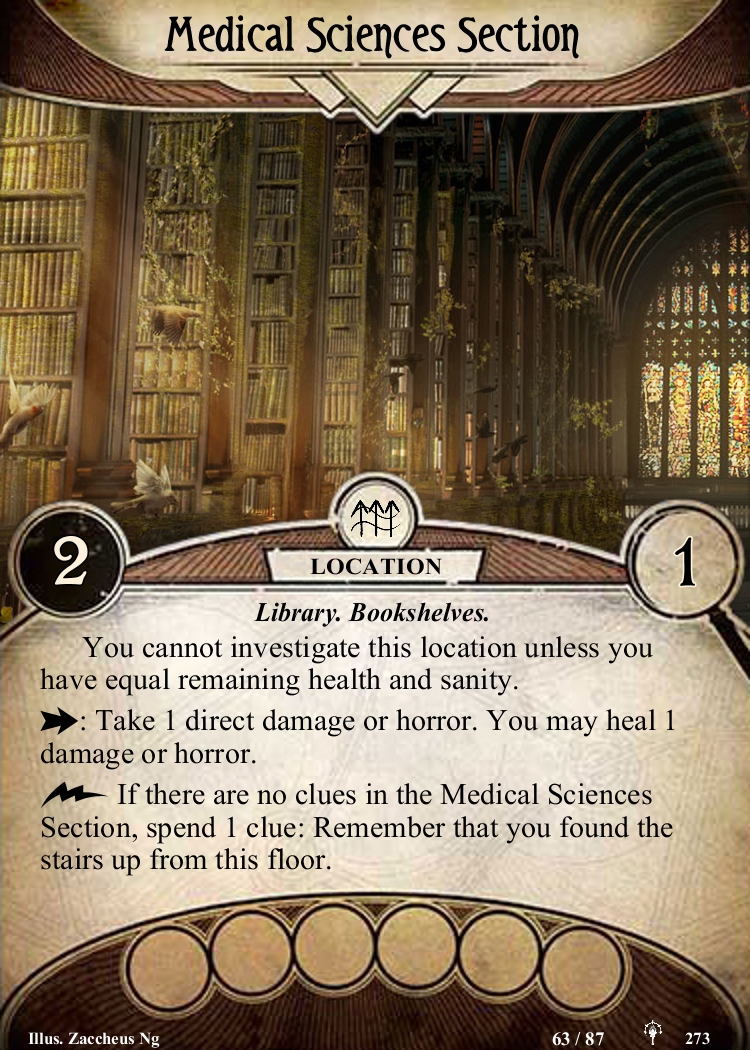 Medical Sciences Section
2
1
LOCATION
Library. Bookshelves.
You cannot investigate this location unless you
have equal remaining health and sanity.
: Take 1 direct damage or horror. You may heal 1
damage or horror.
If there are no clues in the Medical Sciences
Section, spend 1 clue: Remember that you found the
stairs up from this floor.
Illus. Zaccheus Ng
63 / 87
273